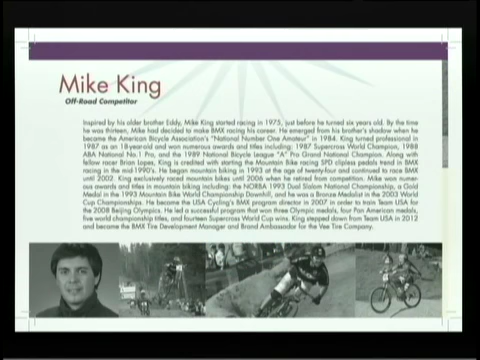 Mike King
Off-Road Competitor
Inspired by his older brother Eddy, Mike King started racing in 1975, just before he turned six years old. By the time
he was thirteen, Mike had decided to make BMX racing his career. He emerged from his brother's shadow when he
became the American Bicycle Association's "National Number One Amateur" in 1984. King turned professional in
1987 as an 18-year-old and won numerous awards and titles including: 1987 Supercross World Champion, 1988
ABA National No.1 Pro, and the 1989 National Bicycle League "A" Pro Grand National Champion. Along with
fellow racer Brian Lopes, King is credited with starting the Mountain Bike racing SPD clipless pedals trend in BMX
racing in the mid-1990's. He began mountain biking in 1993 at the age of twenty-four and continued to race BMX
until 2002. King exclusively raced mountain bikes until 2006 when he retired from competition. Mike won numer-
ous awards and titles in mountain biking including: the NORBA 1993 Dual Slalom National Championship, a Gold
Medal in the 1993 Mountain Bike World Championship Downhill, and he was a Bronze Medalist in the 2003 World
Cup Championships. He became the USA Cycling's BMX program director in 2007 in order to train Team USA for
the 2008 Beijing Olympics. He led a successful program that won three Olympic medals, four Pan American medals,
five world championship titles, and fourteen Supercross World Cup wins. King stepped down from Team USA in 2012
and became the BMX Tire Development Manager and Brand Ambassador for the Vee Tire Company.